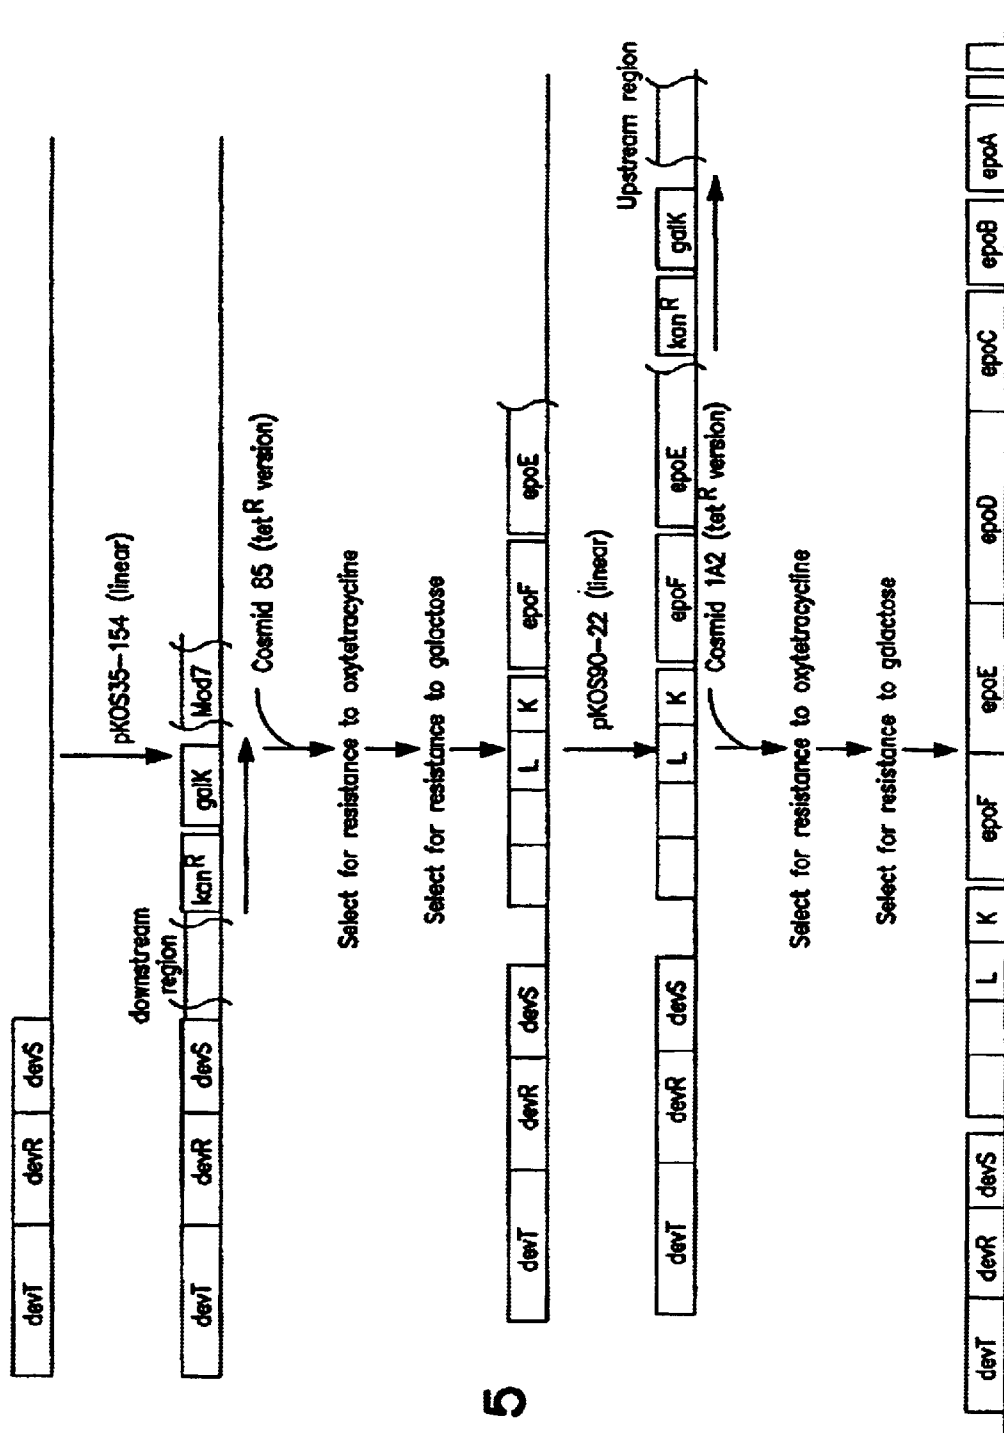 devT devR devS
pKOS35-154 (linear)
downstream
region
devT devR devS kanR galK Mod7
Cosmid 85 (tetR version)
Select for resistance to oxytetracycline
Select for resistance to galactose
devT devR devS L K epoF epoE
pKOS90-22 (linear)
Upstream region
devT devR devS L K epoF epoE kanR galK
Cosmid 1A2 (tetR version)
Select for resistance to oxytetracycline
Select for resistance to galactose
devT devR devS L K epoF epoE epoD epoC epoB epoA
5